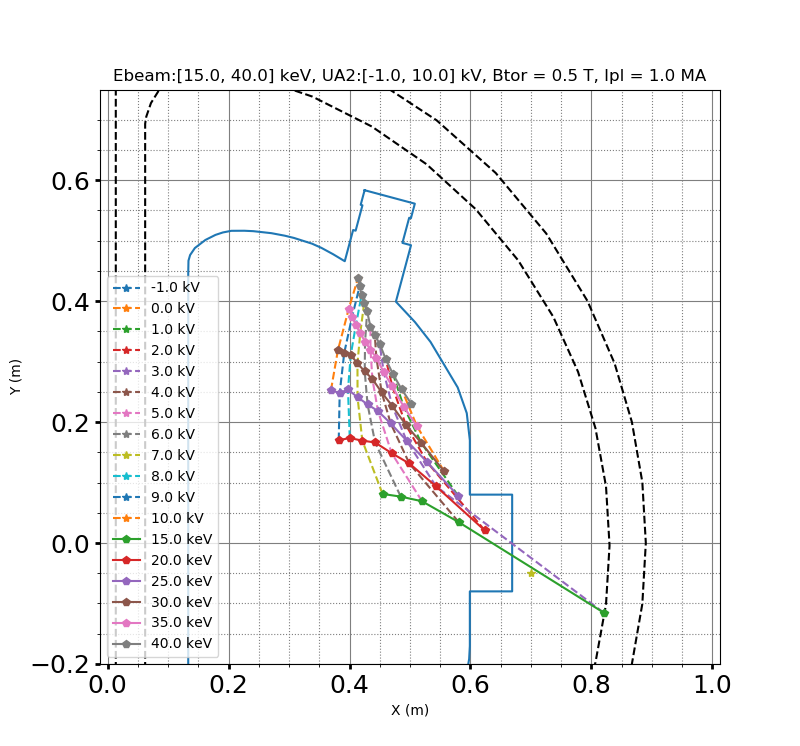 Ebeam:[15.0, 40.0] keV, UA2:[-1.0, 10.0] kV, Btor = 0.5 T, Ipl = 1.0 MA
Y (m)
0.6
0.4
0.2
0.0
−0.2
-1.0 kV
0.0 kV
1.0 kV
2.0 kV
3.0 kV
4.0 kV
5.0 kV
6.0 kV
7.0 kV
8.0 kV
9.0 kV
10.0 kV
15.0 keV
20.0 keV
25.0 keV
30.0 keV
35.0 keV
40.0 keV
0.0 0.2 0.4 0.6 0.8 1.0
X (m)